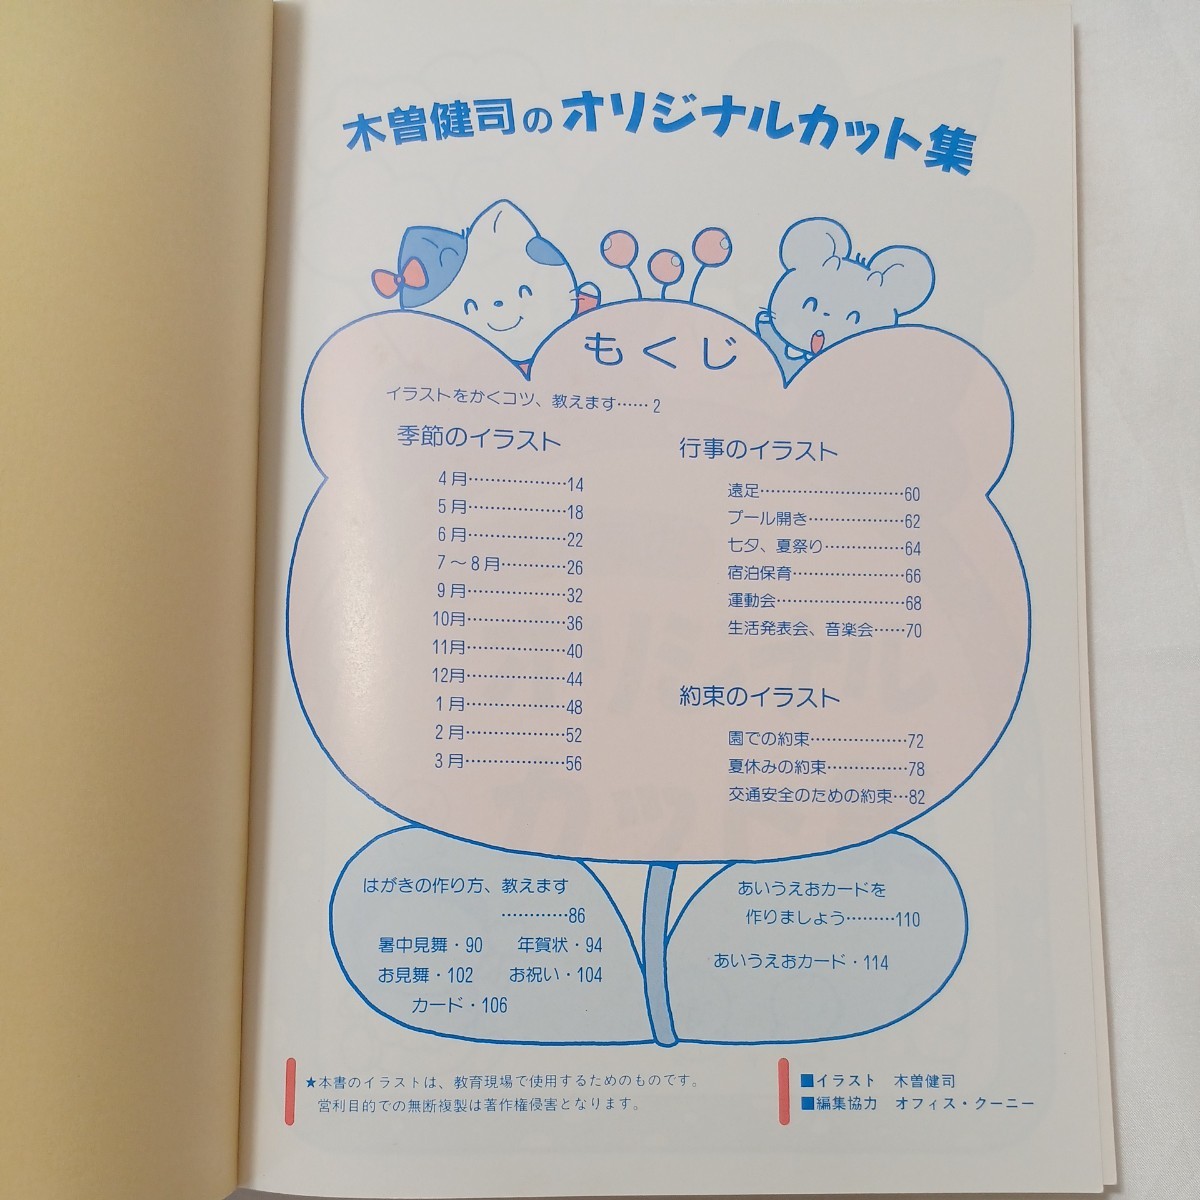 木曽健司のオリジナルカット集
もくじ
イラストをかくコツ、教えます……2
季節のイラスト
4月………………14
5月………………18
6月………………22
7〜8月…………26
9月………………32
10月………………36
11月………………40
12月………………44
1月………………48
2月………………52
3月………………56
行事のイラスト
遠足………………………60
プール開き………………62
七夕、夏祭り……………64
宿泊保育…………………66
運動会……………………68
生活発表会、音楽会……70
約束のイラスト
園での約束………………72
夏休みの約束……………78
交通安全のための約束…82
はがきの作り方、教えます
…………86
暑中見舞・90 年賀状・94
お見舞・102 お祝い・104
カード・106
あいうえおカードを
作りましょう………110
あいうえおカード・114
★本書のイラストは、教育現場で使用するためのものです。
営利目的での無断複製は著作権侵害となります。
■イラスト 木曽健司
■編集協力 オフィス・クーニー